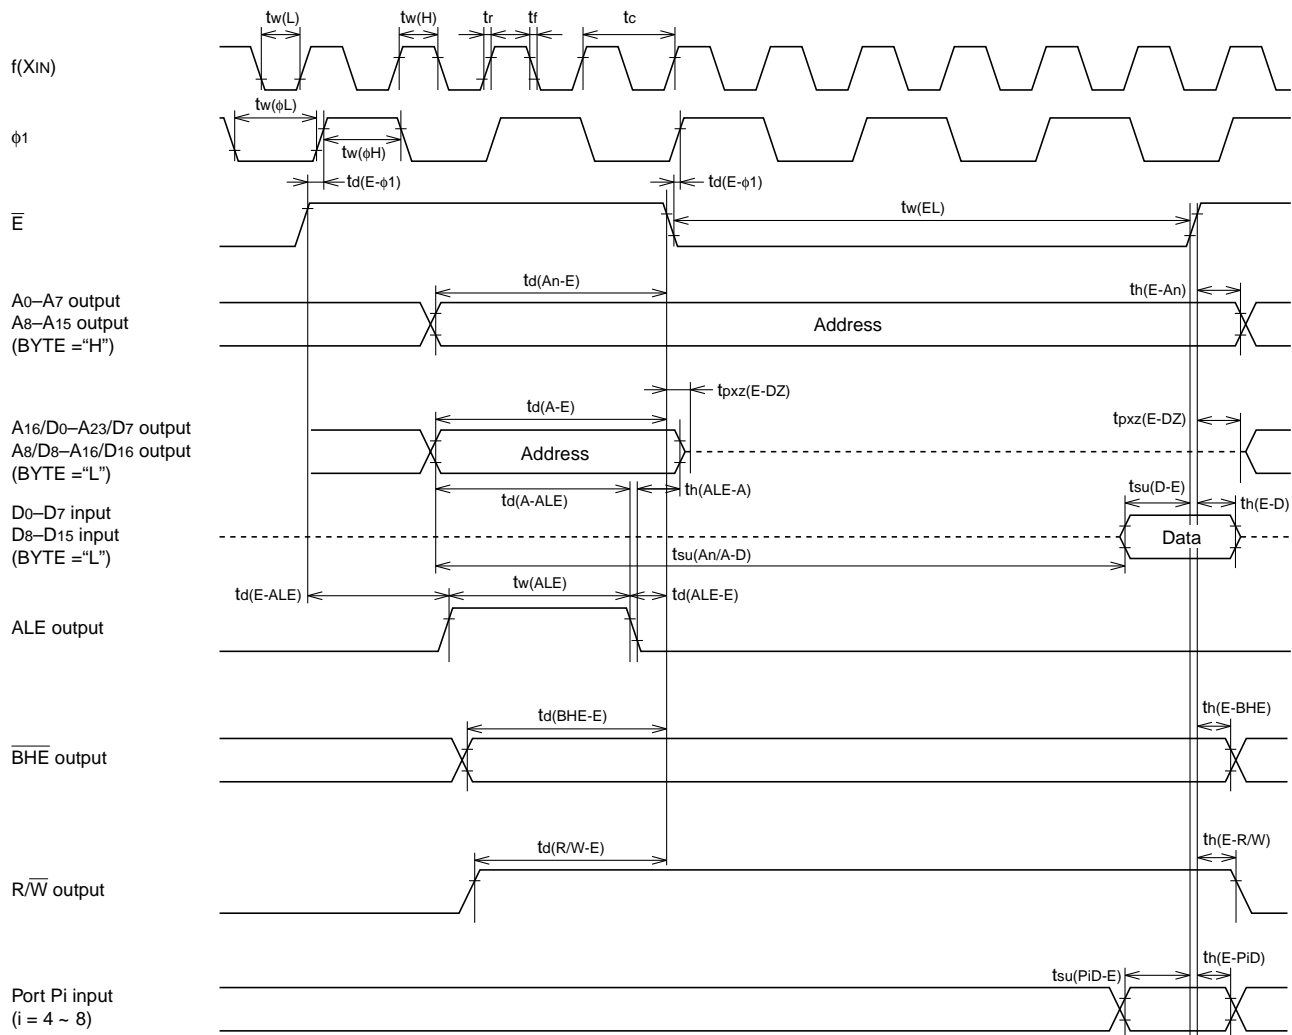 tw(L) tw(H) tr tf tc
f(XIN)
tw(ϕL)
ϕ1
tw(ϕH)
td(E-ϕ1) td(E-ϕ1)
E̅ tw(EL)
td(An-E) th(E-An)
A0–A7 output
A8–A15 output
(BYTE =“H”)
Address
tpxz(E-DZ)
td(A-E) tpxz(E-DZ)
A16/D0–A23/D7 output
A8/D8–A16/D16 output
(BYTE =“L”)
Address
td(A-ALE) th(ALE-A) tsu(D-E) th(E-D)
D0–D7 input
D8–D15 input
(BYTE =“L”)
Data
tsu(An/A-D)
td(E-ALE) tw(ALE) td(ALE-E)
ALE output
td(BHE-E) th(E-BHE)
B̅H̅E̅ output
td(R/W-E) th(E-R/W)
R/W̅ output
tsu(PiD-E) th(E-PiD)
Port Pi input
(i = 4 ~ 8)